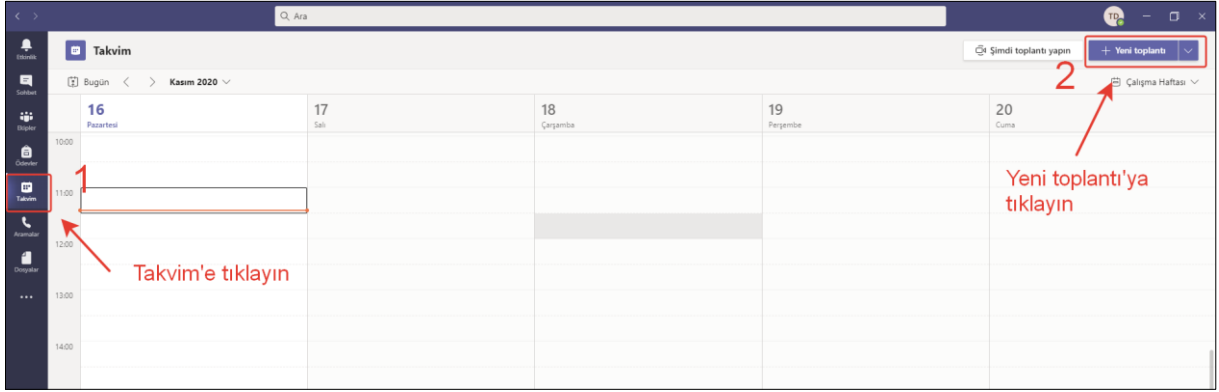 Ara
TD
Etkinlik
Takvim
Şimdi toplantı yapın
+ Yeni toplantı
2
Sohbet
Bugün
Kasım 2020
Çalışma Haftası
Ekipler
16
Pazartesi
17
Salı
18
Çarşamba
19
Perşembe
20
Cuma
Ödevler
10:00
Takvim
1
11:00
Yeni toplantı'ya
tıklayın
Aramalar
12:00
Takvim'e tıklayın
Dosyalar
13:00
14:00